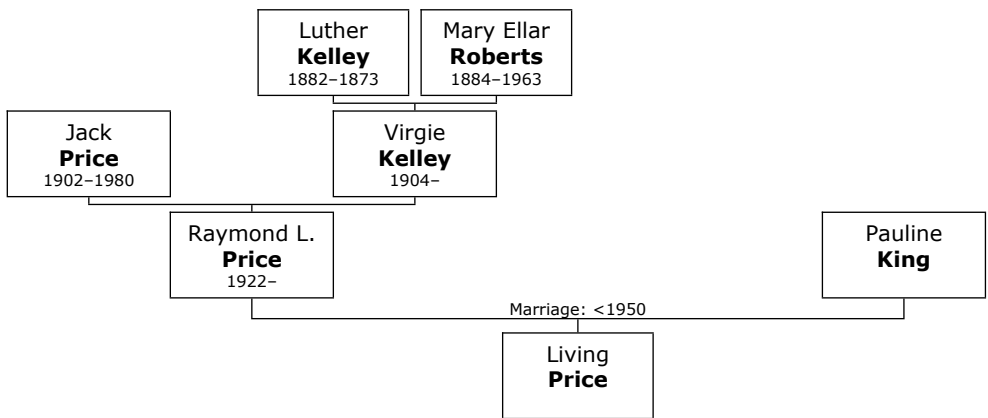 Luther
Kelley
1882–1873
Mary Ellar
Roberts
1884–1963
Jack
Price
1902–1980
Virgie
Kelley
1904–
Raymond L.
Price
1922–
Pauline
King
Marriage: <1950
Living
Price